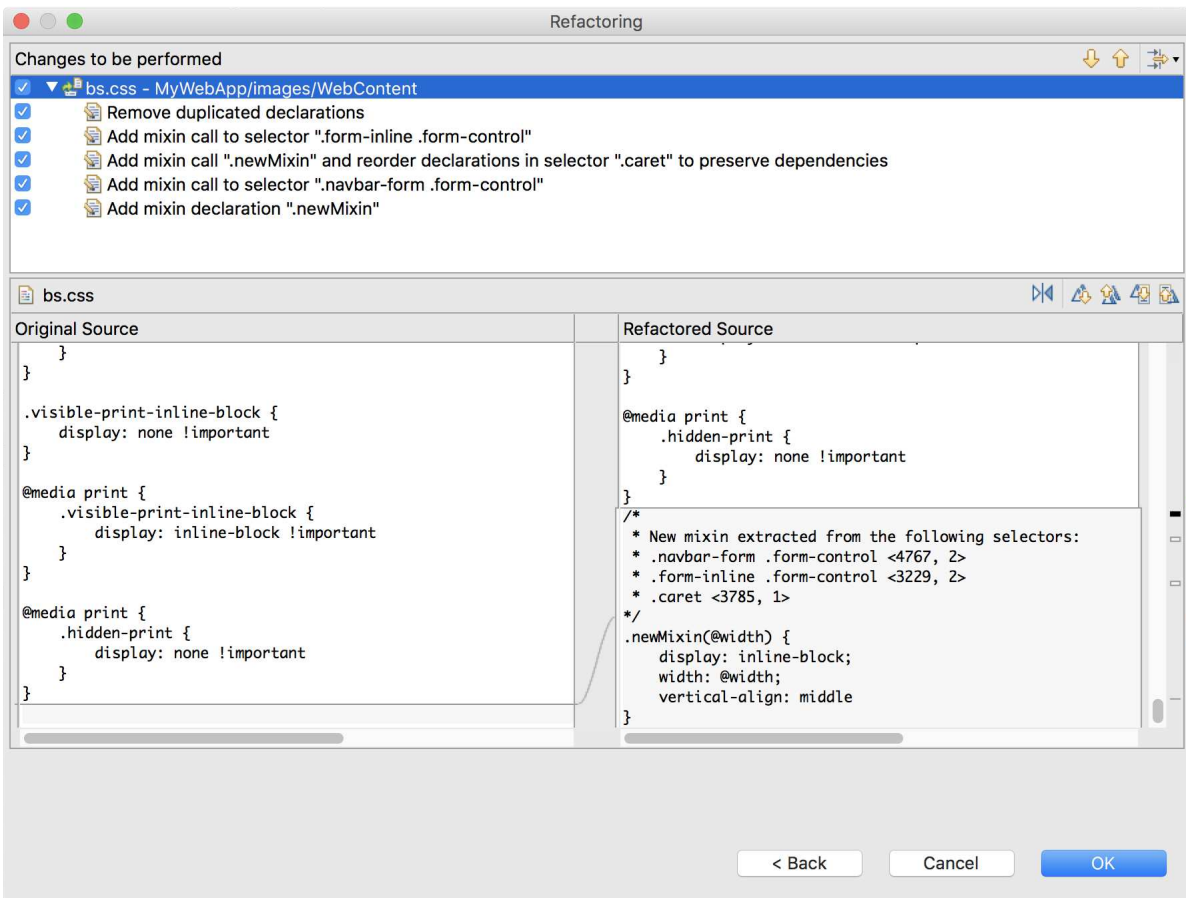 Refactoring
Changes to be performed
bs.css - MyWebApp/images/WebContent
Remove duplicated declarations
Add mixin call to selector ".form-inline .form-control"
Add mixin call ".newMixin" and reorder declarations in selector ".caret" to preserve dependencies
Add mixin call to selector ".navbar-form .form-control"
Add mixin declaration ".newMixin"
bs.css
Original Source
    }
}

.visible-print-inline-block {
    display: none !important
}

@media print {
    .visible-print-inline-block {
        display: inline-block !important
    }
}

@media print {
    .hidden-print {
        display: none !important
    }
}
Refactored Source
    }
}

@media print {
    .hidden-print {
        display: none !important
    }
}
/*
 * New mixin extracted from the following selectors:
 * .navbar-form .form-control <4767, 2>
 * .form-inline .form-control <3229, 2>
 * .caret <3785, 1>
*/
.newMixin(@width) {
    display: inline-block;
    width: @width;
    vertical-align: middle
}
< Back
Cancel
OK